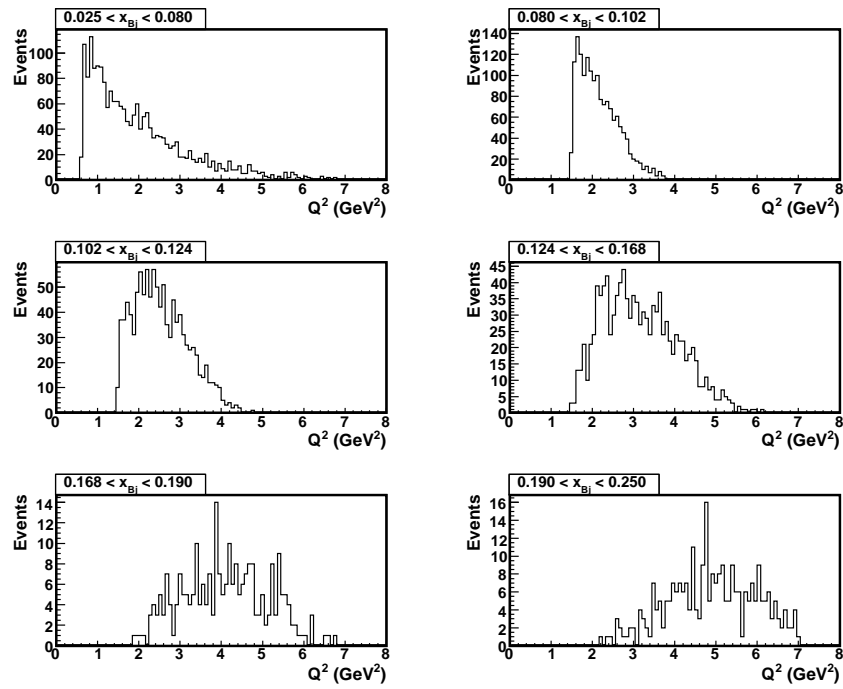 0.025 < x_Bj < 0.080
Events
100
80
60
40
20
0
0 1 2 3 4 5 6 7 8
Q² (GeV²)
0.080 < x_Bj < 0.102
Events
140
120
100
80
60
40
20
0
0 1 2 3 4 5 6 7 8
Q² (GeV²)
0.102 < x_Bj < 0.124
Events
50
40
30
20
10
0
0 1 2 3 4 5 6 7 8
Q² (GeV²)
0.124 < x_Bj < 0.168
Events
45
40
35
30
25
20
15
10
5
0
0 1 2 3 4 5 6 7 8
Q² (GeV²)
0.168 < x_Bj < 0.190
Events
14
12
10
8
6
4
2
0
0 1 2 3 4 5 6 7 8
Q² (GeV²)
0.190 < x_Bj < 0.250
Events
16
14
12
10
8
6
4
2
0
0 1 2 3 4 5 6 7 8
Q² (GeV²)